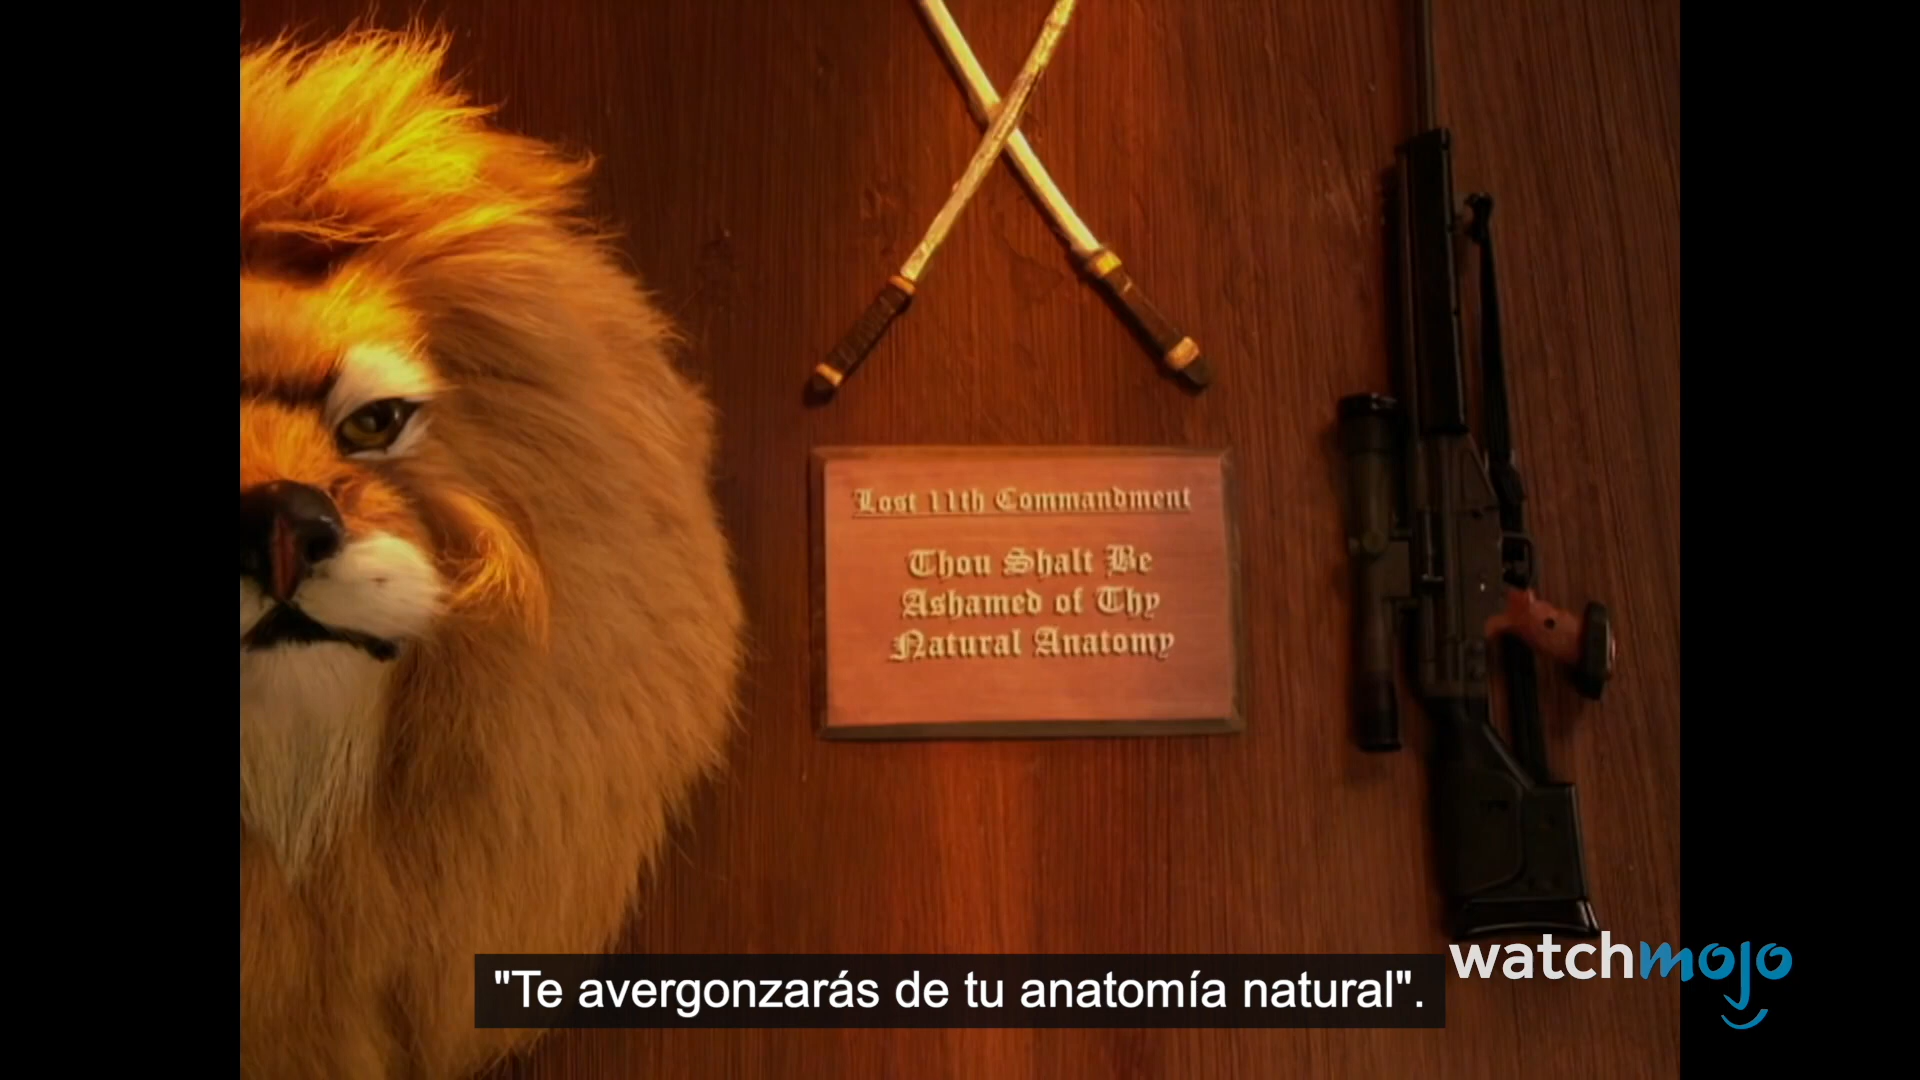 Lost 11th Commandment
Thou Shalt Be
Ashamed of Thy
Natural Anatomy
"Te avergonzarás de tu anatomía natural".
watchmojo